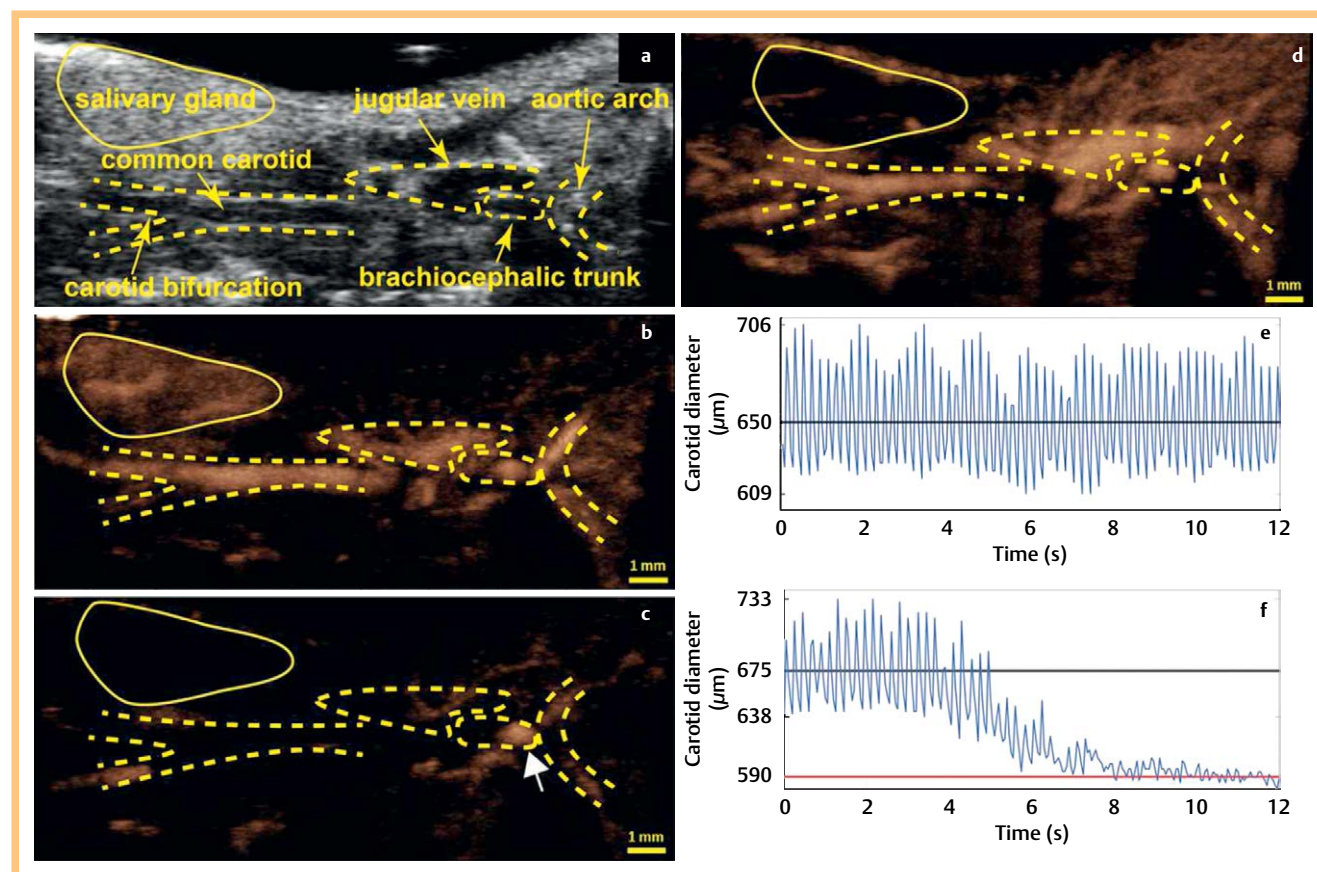 a
salivary gland
jugular vein
aortic arch
common carotid
brachiocephalic trunk
carotid bifurcation
b
1 mm
c
1 mm
d
1 mm
e
Carotid diameter
(µm)
706
650
609
0 2 4 6 8 10 12
Time (s)
f
Carotid diameter
(µm)
733
675
638
590
0 2 4 6 8 10 12
Time (s)